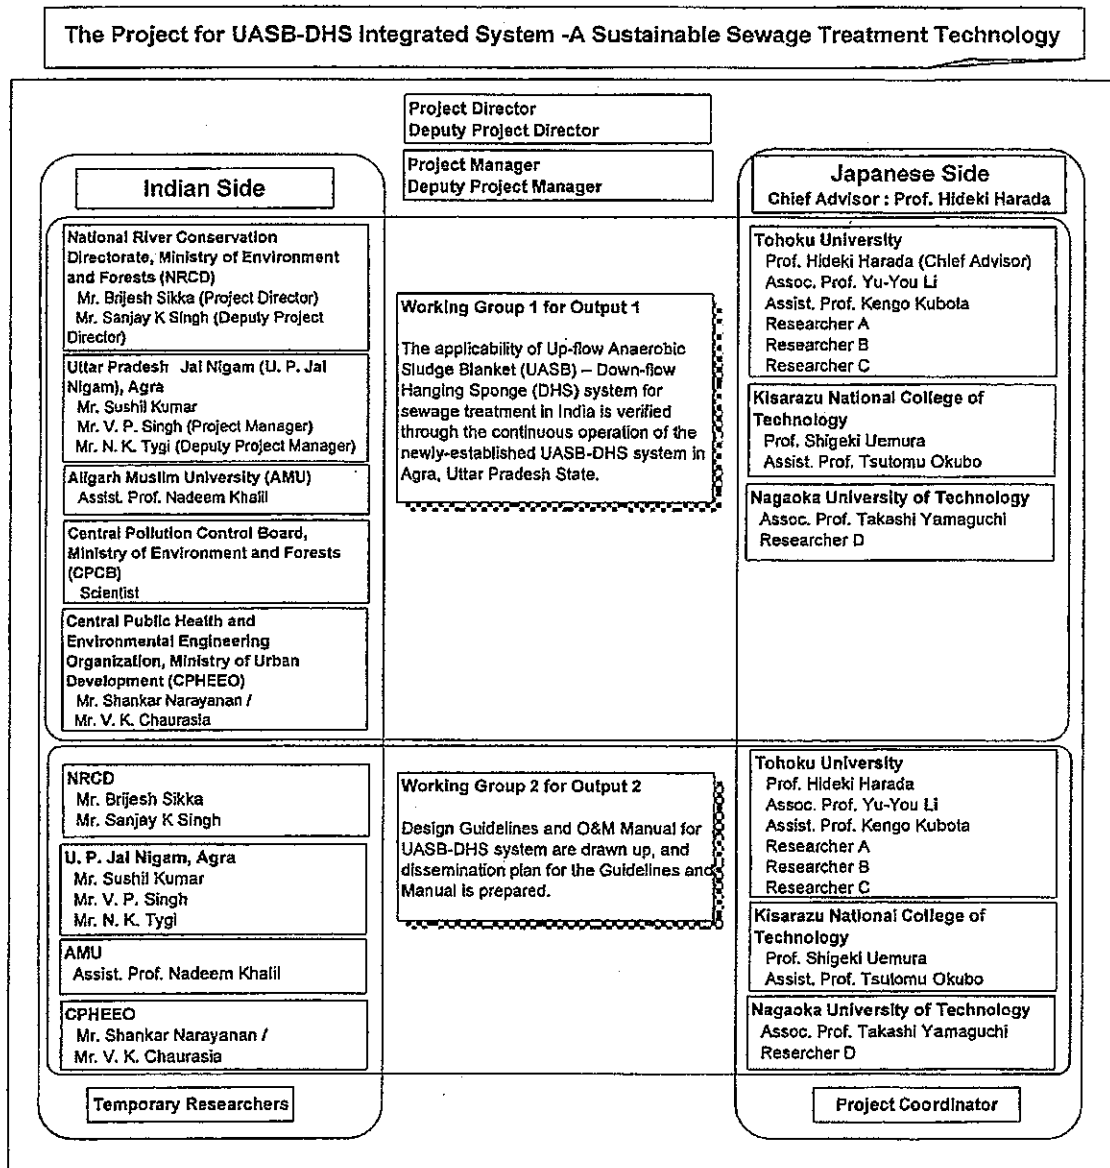 The Project for UASB-DHS Integrated System -A Sustainable Sewage Treatment Technology
Project Director
Deputy Project Director
Project Manager
Deputy Project Manager
Indian Side
National River Conservation
Directorate, Ministry of Environment
and Forests (NRCD)
Mr. Brijesh Sikka (Project Director)
Mr. Sanjay K Singh (Deputy Project
Director)
Uttar Pradesh Jal Nigam (U. P. Jal
Nigam), Agra
Mr. Sushil Kumar
Mr. V. P. Singh (Project Manager)
Mr. N. K. Tygi (Deputy Project Manager)
Aligarh Muslim University (AMU)
Assist. Prof. Nadeem Khalil
Central Pollution Control Board,
Ministry of Environment and Forests
(CPCB)
Scientist
Central Public Health and
Environmental Engineering
Organization, Ministry of Urban
Development (CPHEEO)
Mr. Shankar Narayanan /
Mr. V. K. Chaurasia
Working Group 1 for Output 1
The applicability of Up-flow Anaerobic
Sludge Blanket (UASB) – Down-flow
Hanging Sponge (DHS) system for
sewage treatment in India is verified
through the continuous operation of the
newly-established UASB-DHS system in
Agra, Uttar Pradesh State.
Japanese Side
Chief Advisor : Prof. Hideki Harada
Tohoku University
Prof. Hideki Harada (Chief Advisor)
Assoc. Prof. Yu-You Li
Assist. Prof. Kengo Kubota
Researcher A
Researcher B
Researcher C
Kisarazu National College of
Technology
Prof. Shigeki Uemura
Assist. Prof. Tsutomu Okubo
Nagaoka University of Technology
Assoc. Prof. Takashi Yamaguchi
Researcher D
NRCD
Mr. Brijesh Sikka
Mr. Sanjay K Singh
U. P. Jal Nigam, Agra
Mr. Sushil Kumar
Mr. V. P. Singh
Mr. N. K. Tygi
AMU
Assist. Prof. Nadeem Khalil
CPHEEO
Mr. Shankar Narayanan /
Mr. V. K. Chaurasia
Temporary Researchers
Working Group 2 for Output 2
Design Guidelines and O&M Manual for
UASB-DHS system are drawn up, and
dissemination plan for the Guidelines and
Manual is prepared.
Tohoku University
Prof. Hideki Harada
Assoc. Prof. Yu-You Li
Assist. Prof. Kengo Kubota
Researcher A
Researcher B
Researcher C
Kisarazu National College of
Technology
Prof. Shigeki Uemura
Assist. Prof. Tsutomu Okubo
Nagaoka University of Technology
Assoc. Prof. Takashi Yamaguchi
Resercher D
Project Coordinator